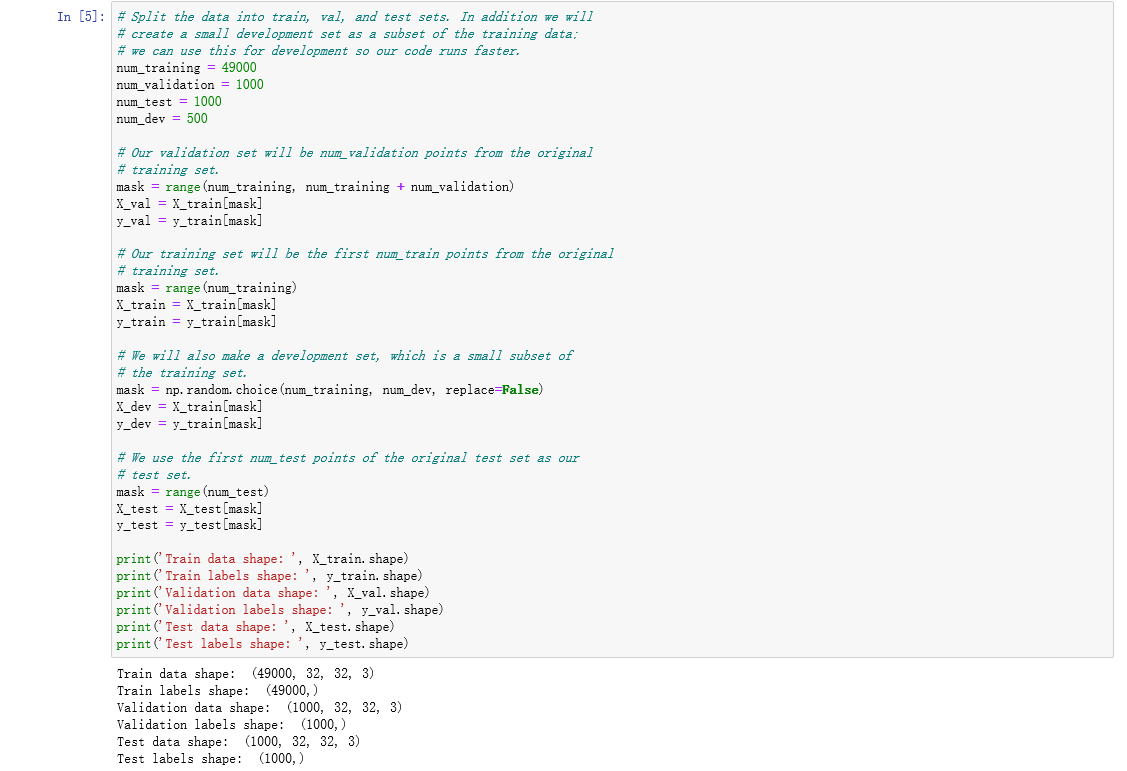 In [5]:
# Split the data into train, val, and test sets. In addition we will
# create a small development set as a subset of the training data;
# we can use this for development so our code runs faster.
num_training = 49000
num_validation = 1000
num_test = 1000
num_dev = 500

# Our validation set will be num_validation points from the original
# training set.
mask = range(num_training, num_training + num_validation)
X_val = X_train[mask]
y_val = y_train[mask]

# Our training set will be the first num_train points from the original
# training set.
mask = range(num_training)
X_train = X_train[mask]
y_train = y_train[mask]

# We will also make a development set, which is a small subset of
# the training set.
mask = np.random.choice(num_training, num_dev, replace=False)
X_dev = X_train[mask]
y_dev = y_train[mask]

# We use the first num_test points of the original test set as our
# test set.
mask = range(num_test)
X_test = X_test[mask]
y_test = y_test[mask]

print('Train data shape: ', X_train.shape)
print('Train labels shape: ', y_train.shape)
print('Validation data shape: ', X_val.shape)
print('Validation labels shape: ', y_val.shape)
print('Test data shape: ', X_test.shape)
print('Test labels shape: ', y_test.shape)

Train data shape:  (49000, 32, 32, 3)
Train labels shape:  (49000,)
Validation data shape:  (1000, 32, 32, 3)
Validation labels shape:  (1000,)
Test data shape:  (1000, 32, 32, 3)
Test labels shape:  (1000,)